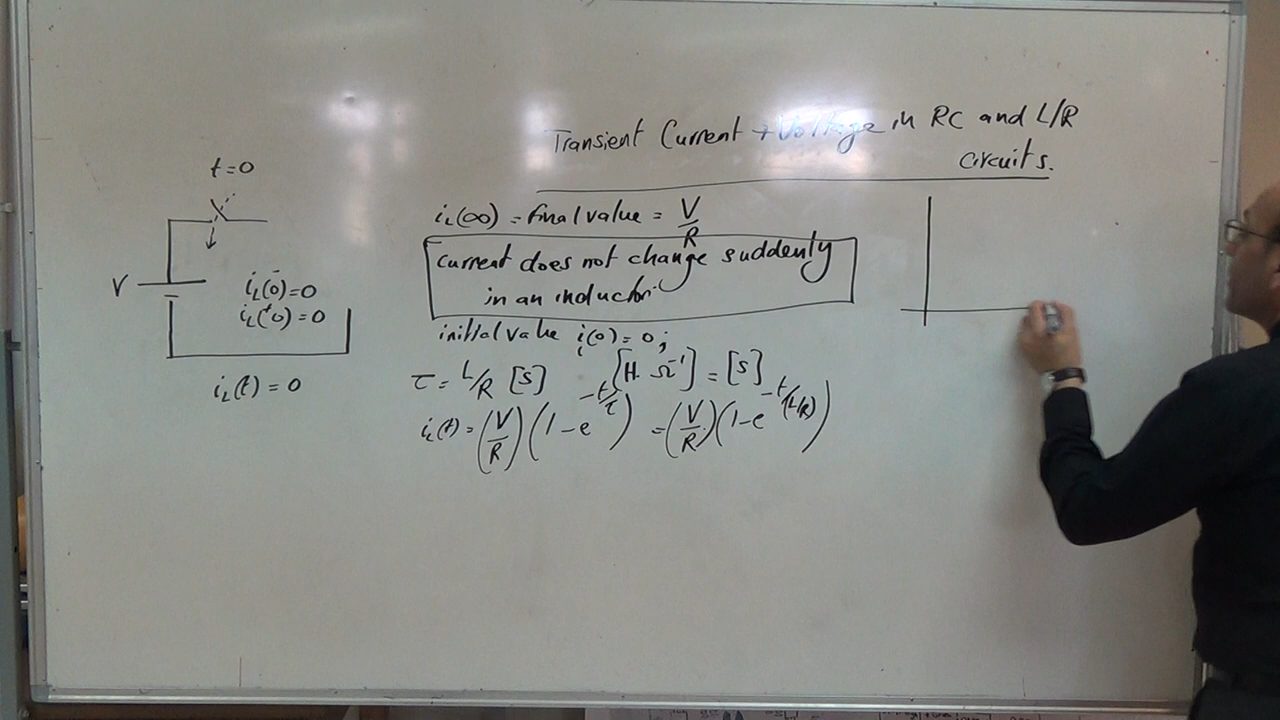 Transient Current + Voltage in RC and L/R
Circuits.
t=0
V
iL(0⁻)=0
iL(⁺0)=0
iL(t)=0
iL(∞) = final value = V/R
current does not change suddenly
in an inductor
initial value i(0)=0;
τ = L/R [S] [H. Ω⁻¹] = [S]
iL(t) = (V/R)(1-e^-t/τ) = (V/R)(1-e^-t/(L/R))